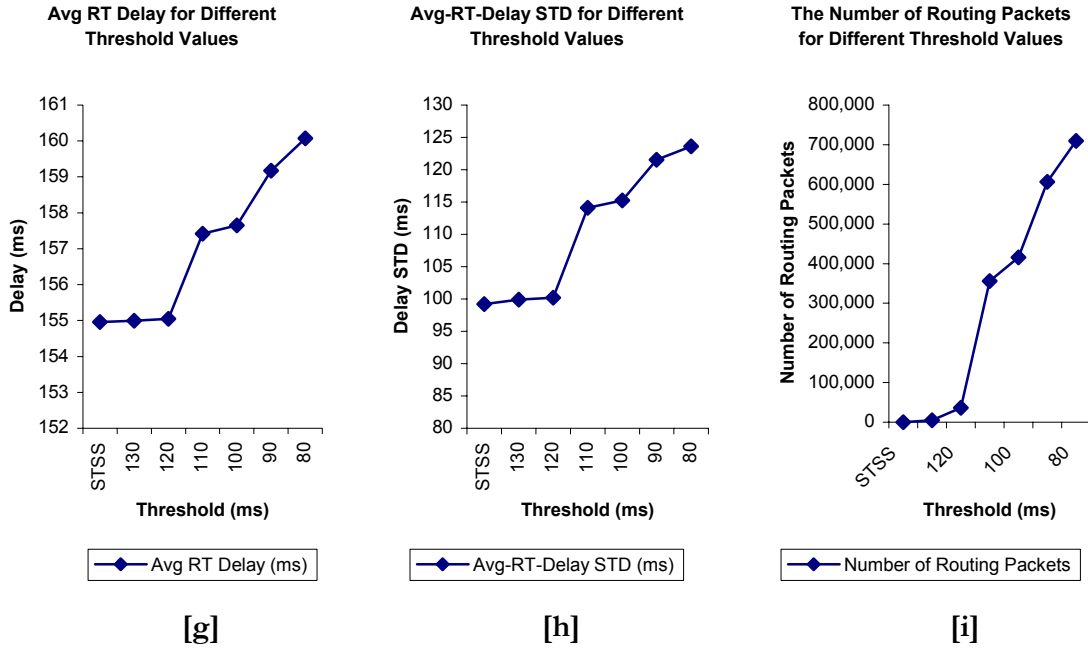 Avg RT Delay for Different
Threshold Values
161
160
159
158
157
156
155
154
153
152
Delay (ms)
STSS
130
120
110
100
90
80
Threshold (ms)
Avg RT Delay (ms)
[g]
Avg-RT-Delay STD for Different
Threshold Values
130
125
120
115
110
105
100
95
90
85
80
Delay STD (ms)
STSS
130
120
110
100
90
80
Threshold (ms)
Avg-RT-Delay STD (ms)
[h]
The Number of Routing Packets
for Different Threshold Values
800,000
700,000
600,000
500,000
400,000
300,000
200,000
100,000
0
Number of Routing Packets
STSS
120
100
80
Threshold (ms)
Number of Routing Packets
[i]